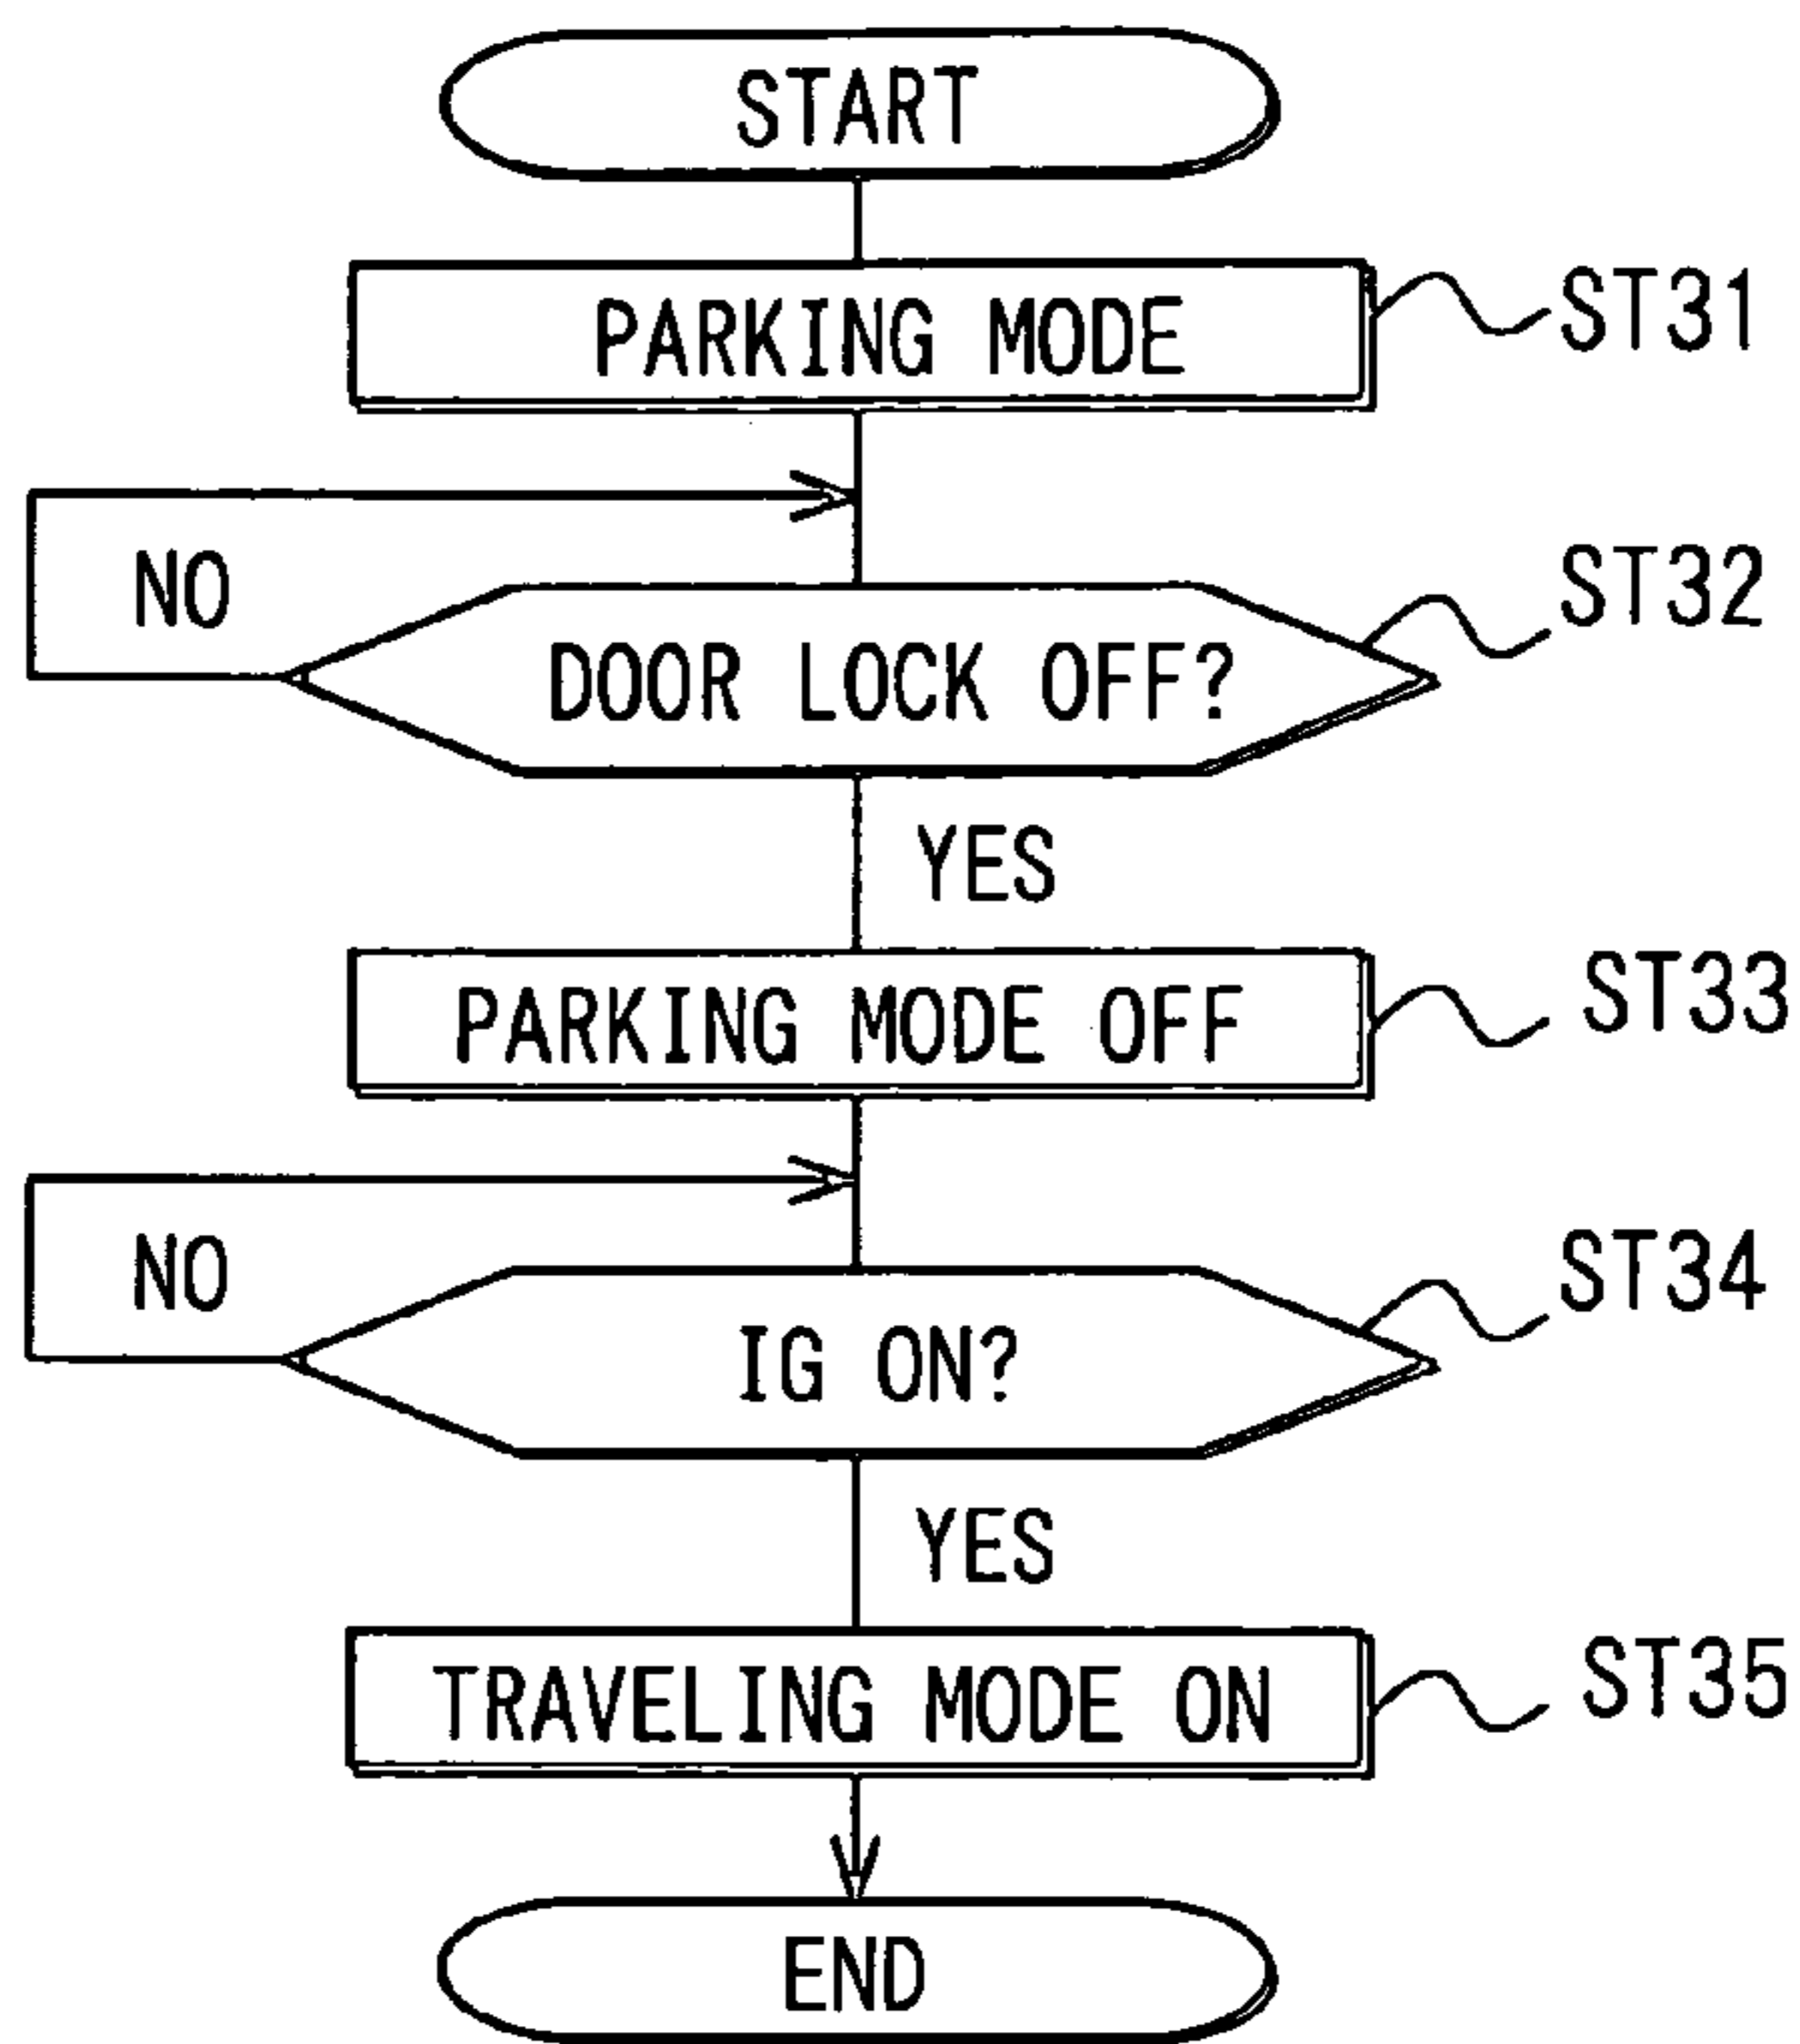 START
PARKING MODE
ST31
NO
DOOR LOCK OFF?
ST32
YES
PARKING MODE OFF
ST33
NO
IG ON?
ST34
YES
TRAVELING MODE ON
ST35
END